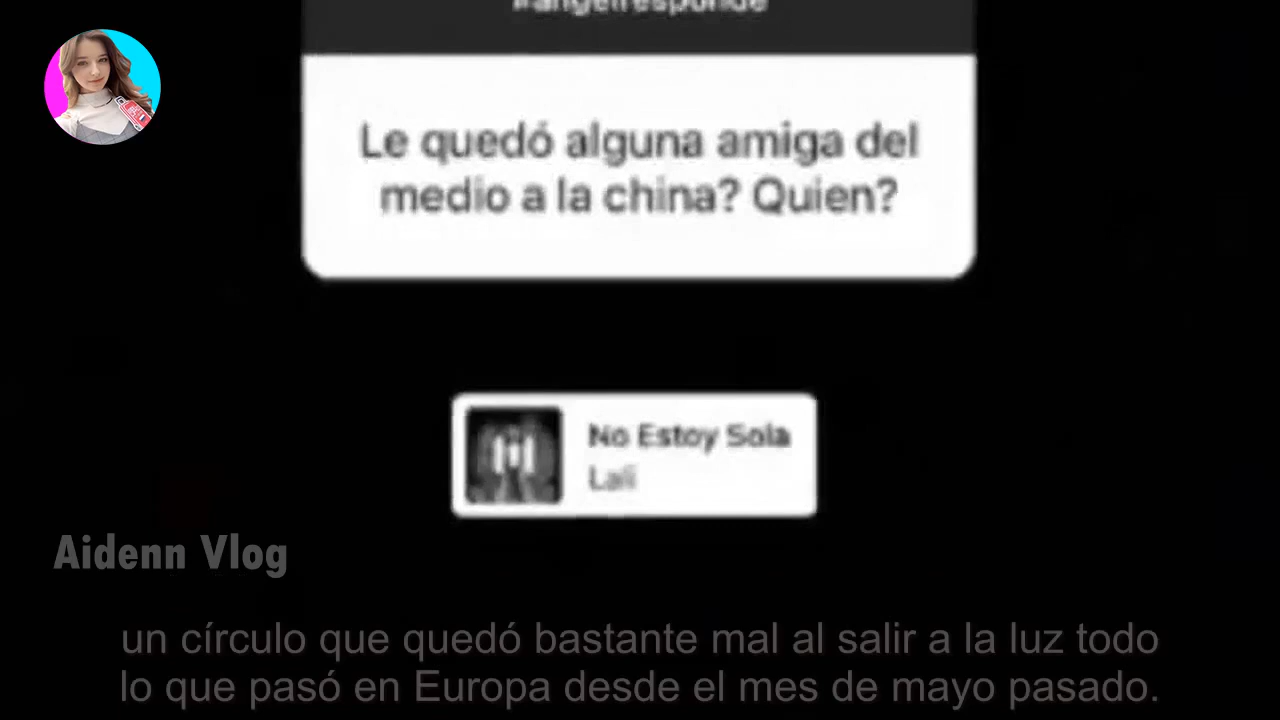 #angelresponde
Le quedó alguna amiga del
medio a la china? Quien?
No Estoy Sola
Lali
Aidenn Vlog
un círculo que quedó bastante mal al salir a la luz todo
lo que pasó en Europa desde el mes de mayo pasado.